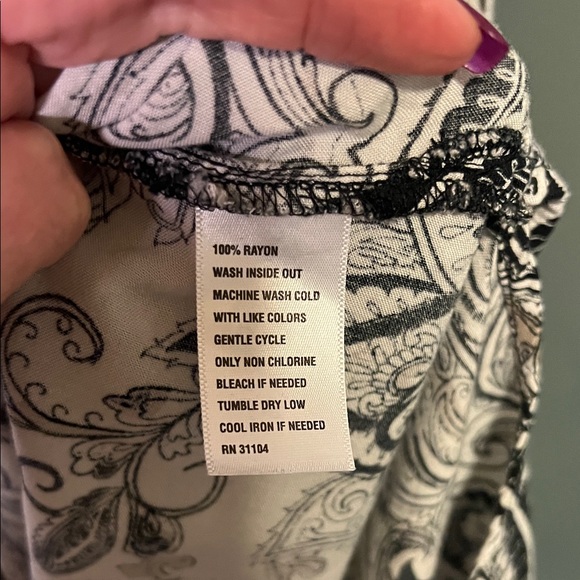 100% RAYON
WASH INSIDE OUT
MACHINE WASH COLD
WITH LIKE COLORS
GENTLE CYCLE
ONLY NON CHLORINE
BLEACH IF NEEDED
TUMBLE DRY LOW
COOL IRON IF NEEDED
RN 31104